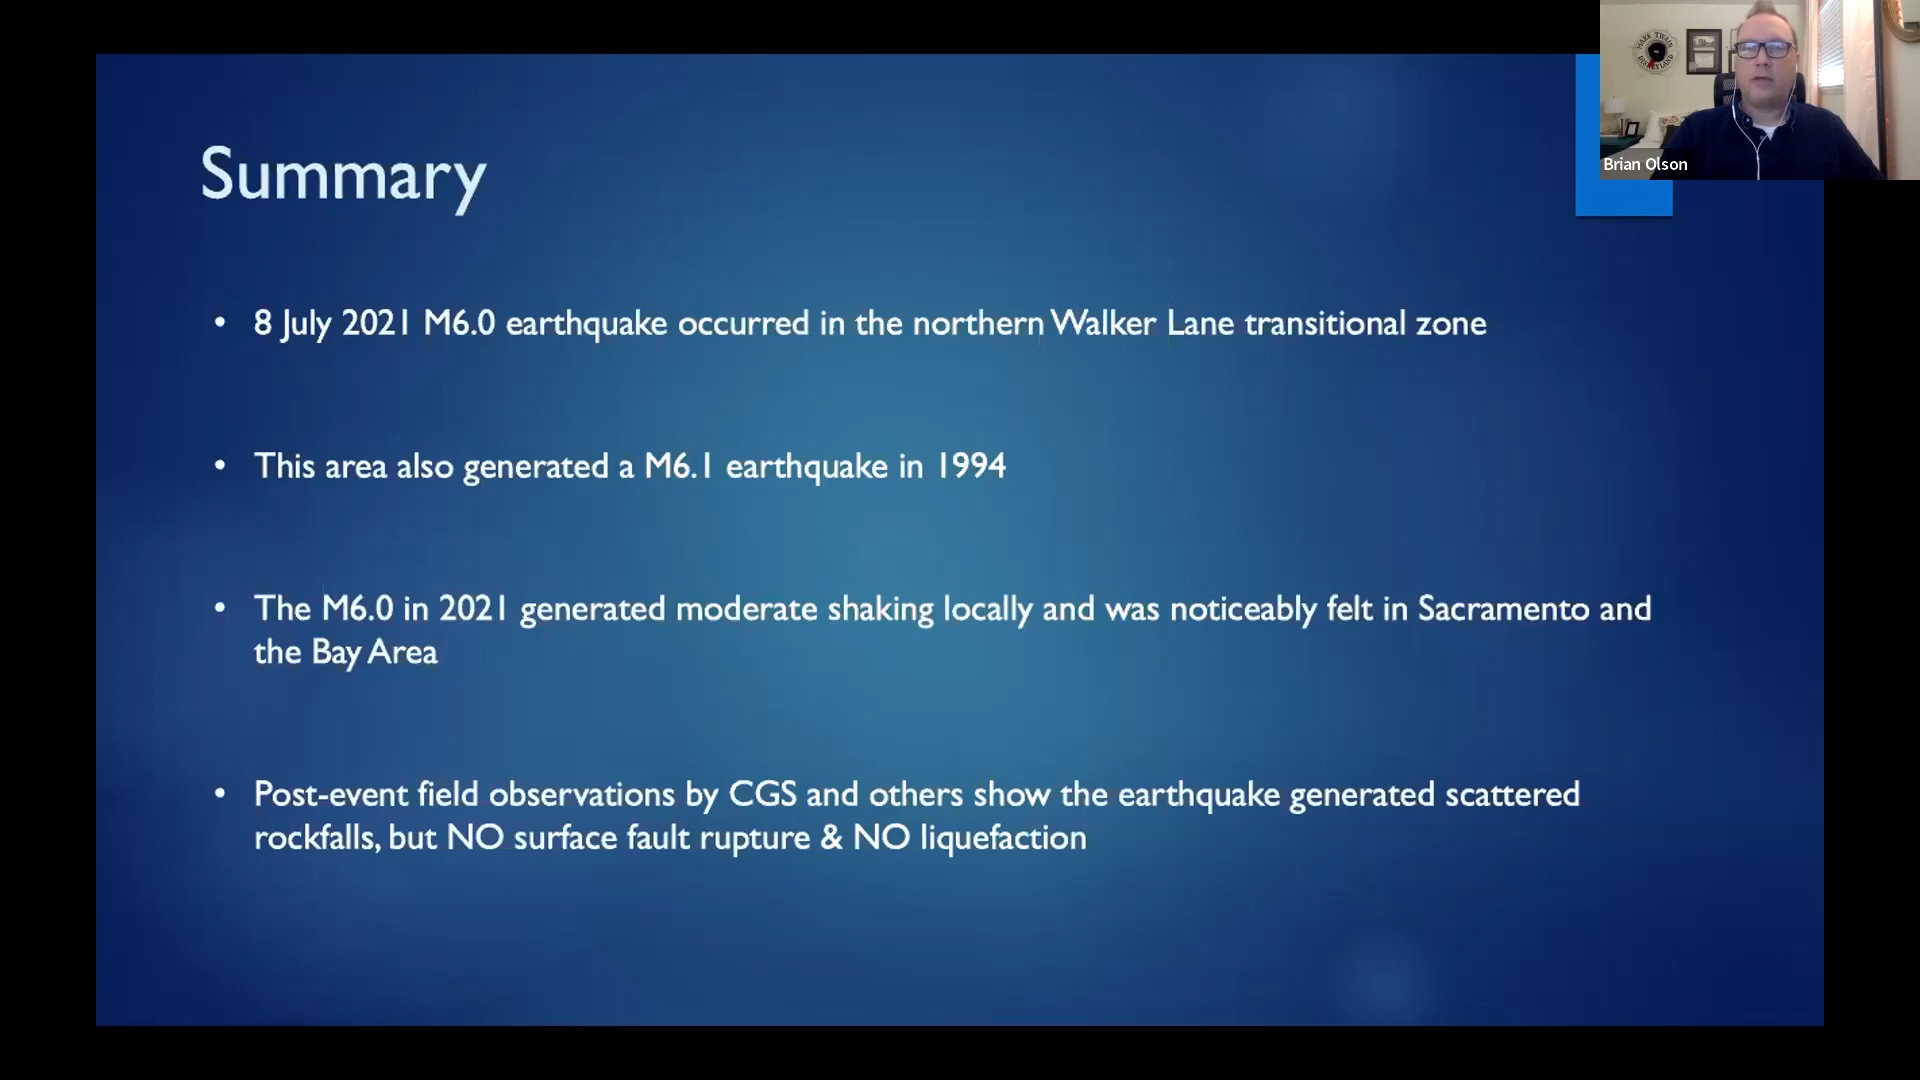 MARK TWAIN
DISNEYLAND
Brian Olson
Summary
• 8 July 2021 M6.0 earthquake occurred in the northern Walker Lane transitional zone
• This area also generated a M6.1 earthquake in 1994
• The M6.0 in 2021 generated moderate shaking locally and was noticeably felt in Sacramento and
the Bay Area
• Post-event field observations by CGS and others show the earthquake generated scattered
rockfalls, but NO surface fault rupture & NO liquefaction